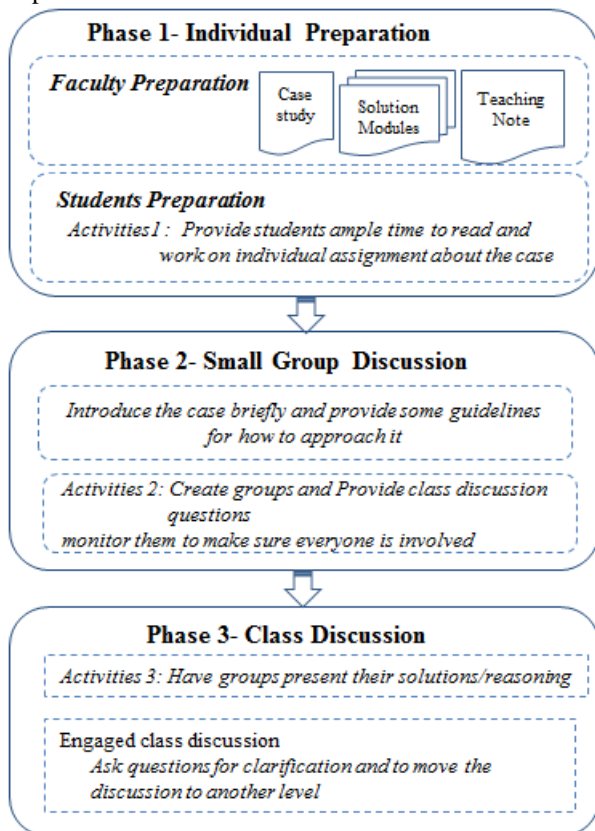 Phase 1- Individual Preparation
Faculty Preparation
Case
study
Solution
Modules
Teaching
Note
Students Preparation
Activities1 : Provide students ample time to read and
work on individual assignment about the case
Phase 2- Small Group Discussion
Introduce the case briefly and provide some guidelines
for how to approach it
Activities 2: Create groups and Provide class discussion
questions
monitor them to make sure everyone is involved
Phase 3- Class Discussion
Activities 3: Have groups present their solutions/reasoning
Engaged class discussion
Ask questions for clarification and to move the
discussion to another level